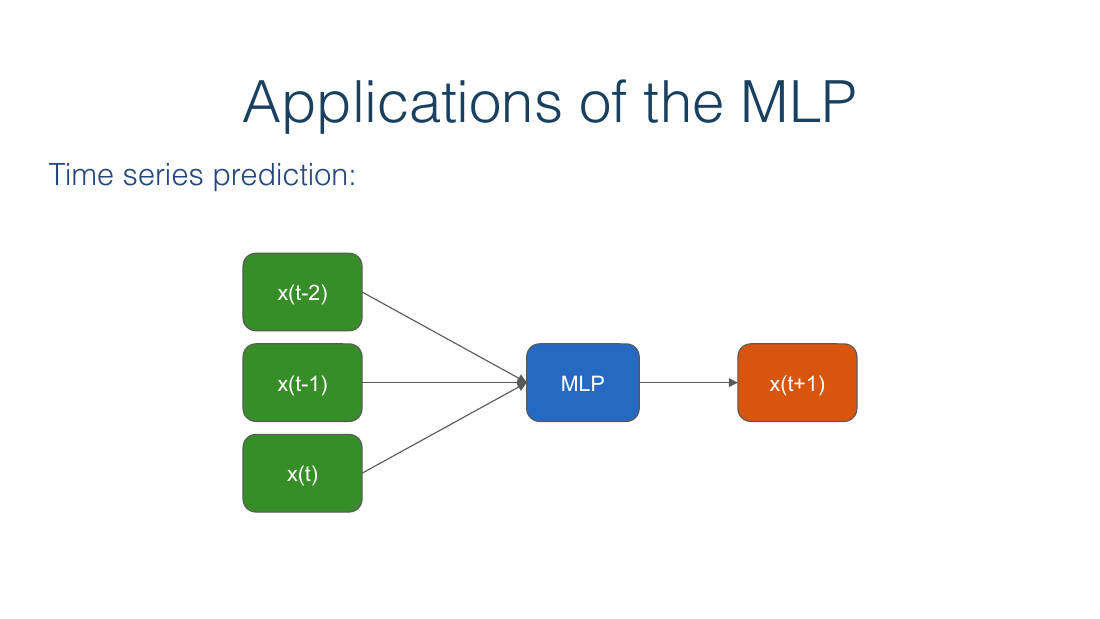 Applications of the MLP
Time series prediction:
x(t-2)
x(t-1)
MLP
x(t+1)
x(t)